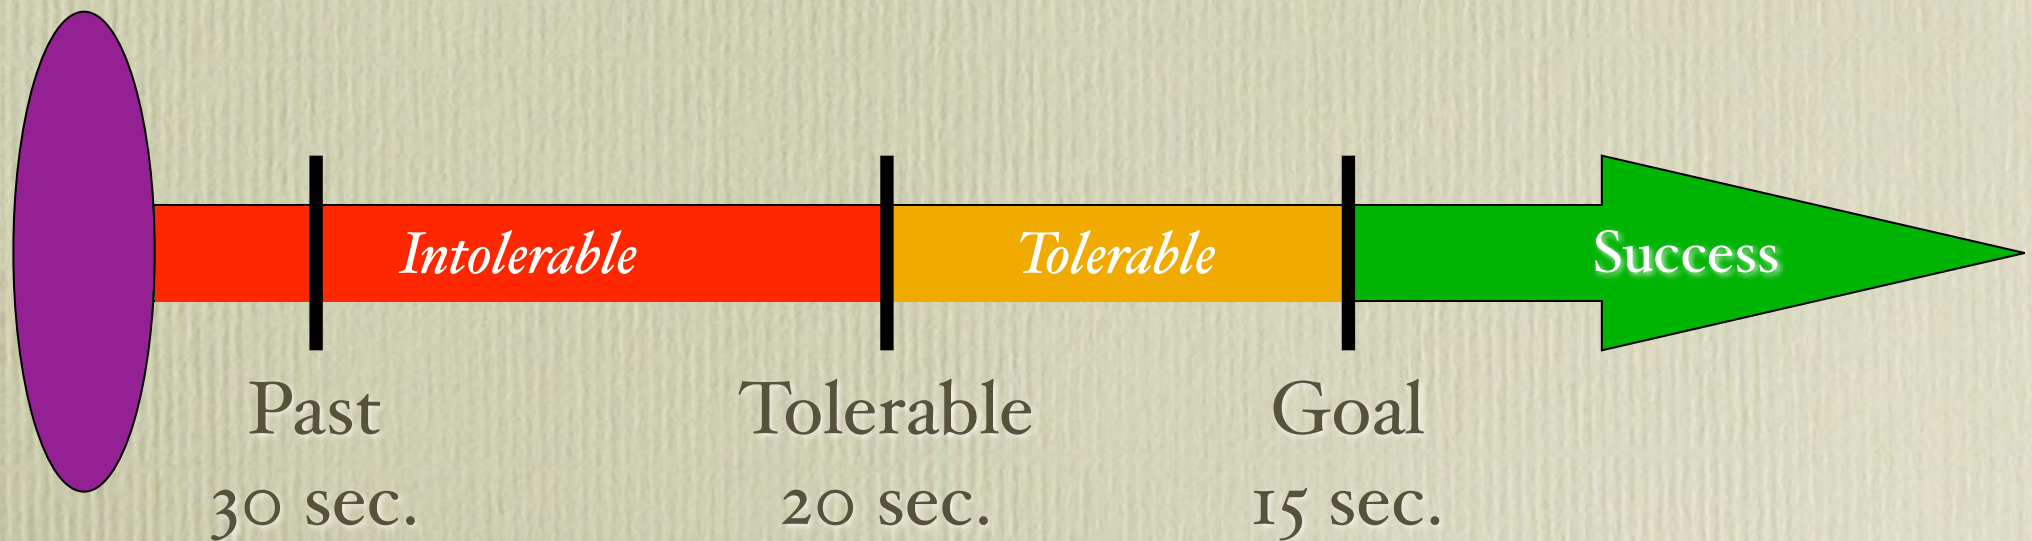 Intolerable Tolerable Success
Past Tolerable Goal
30 sec. 20 sec. 15 sec.